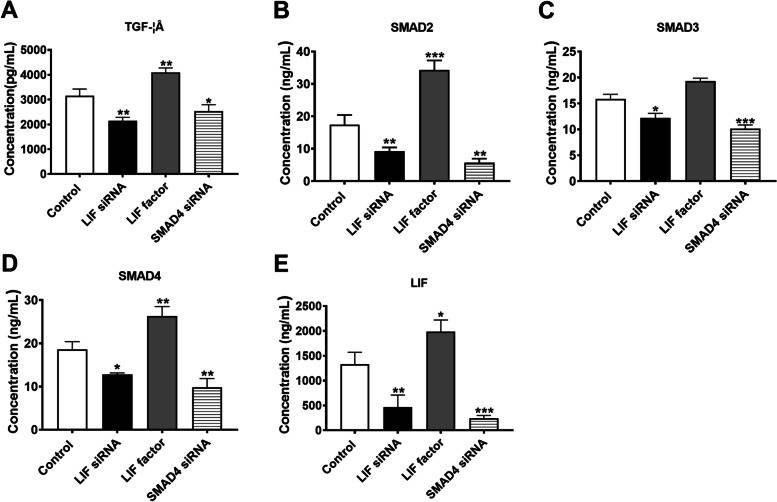 A
TGF-¦Â
Concentration(pg/mL)
6000
5000
4000
3000
2000
1000
0
**
**
*
Control
LIF siRNA
LIF factor
SMAD4 siRNA
B
SMAD2
Concentration (ng/mL)
40
30
20
10
0
**
***
**
Control
LIF siRNA
LIF factor
SMAD4 siRNA
C
SMAD3
Concentration (ng/mL)
25
20
15
10
5
0
*
***
Control
LIF siRNA
LIF factor
SMAD4 siRNA
D
SMAD4
Concentration (ng/mL)
30
20
10
0
*
**
**
Control
LIF siRNA
LIF factor
SMAD4 siRNA
E
LIF
Concentration (ng/mL)
2500
2000
1500
1000
500
0
**
*
***
Control
LIF siRNA
LIF factor
SMAD4 siRNA